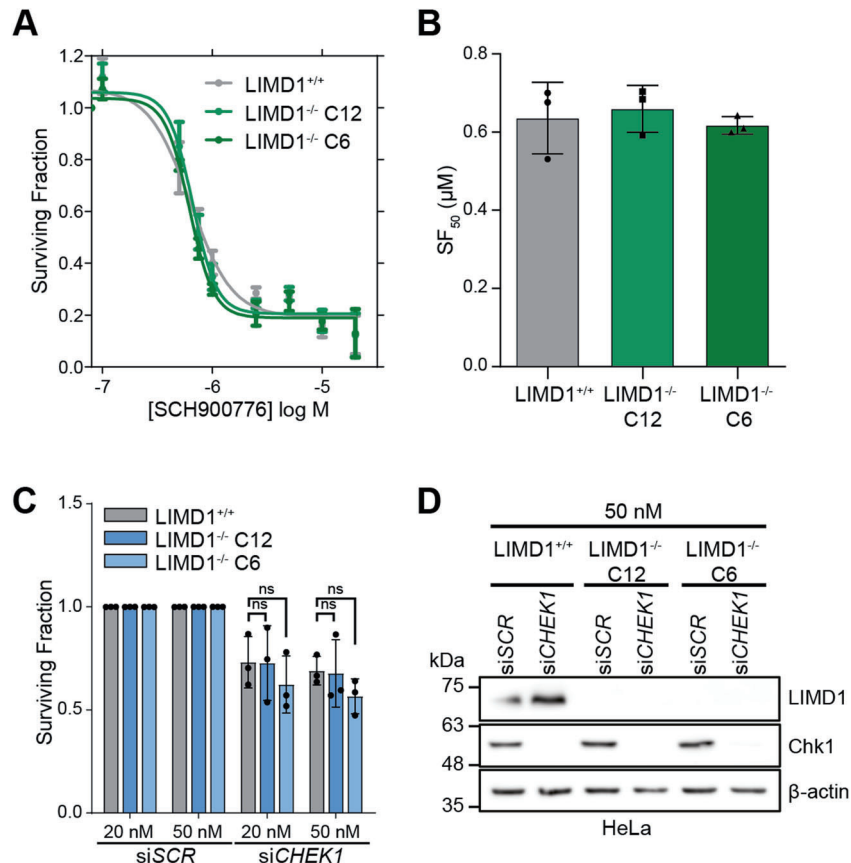 A
1.2
1.0
0.8
0.6
0.4
0.2
0.0
Surviving Fraction
LIMD1+/+
LIMD1-/- C12
LIMD1-/- C6
-7
-6
-5
[SCH900776] log M
B
0.8
0.6
0.2
0.0
SF50 (µM)
LIMD1+/+
LIMD1-/-
C12
LIMD1-/-
C6
C
1.5
1.0
0.5
0.0
Surviving Fraction
LIMD1+/+
LIMD1-/- C12
LIMD1-/- C6
ns
ns
ns
ns
20 nM
50 nM
20 nM
50 nM
siSCR
siCHEK1
D
50 nM
LIMD1+/+
LIMD1-/-
C12
LIMD1-/-
C6
siSCR
siCHEK1
siSCR
siCHEK1
siSCR
siCHEK1
kDa
75
63
48
35
LIMD1
Chk1
β-actin
HeLa